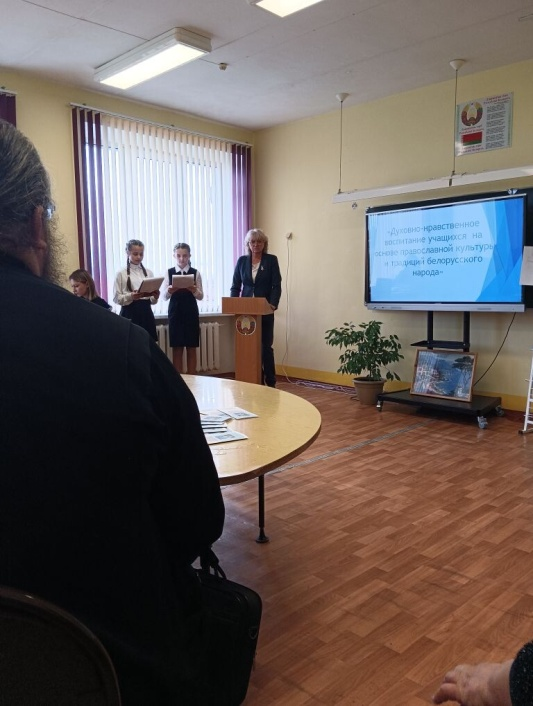 «Духовно-нравственное
воспитание учащихся на
основе православной культуры
и традиций белорусского
народа»